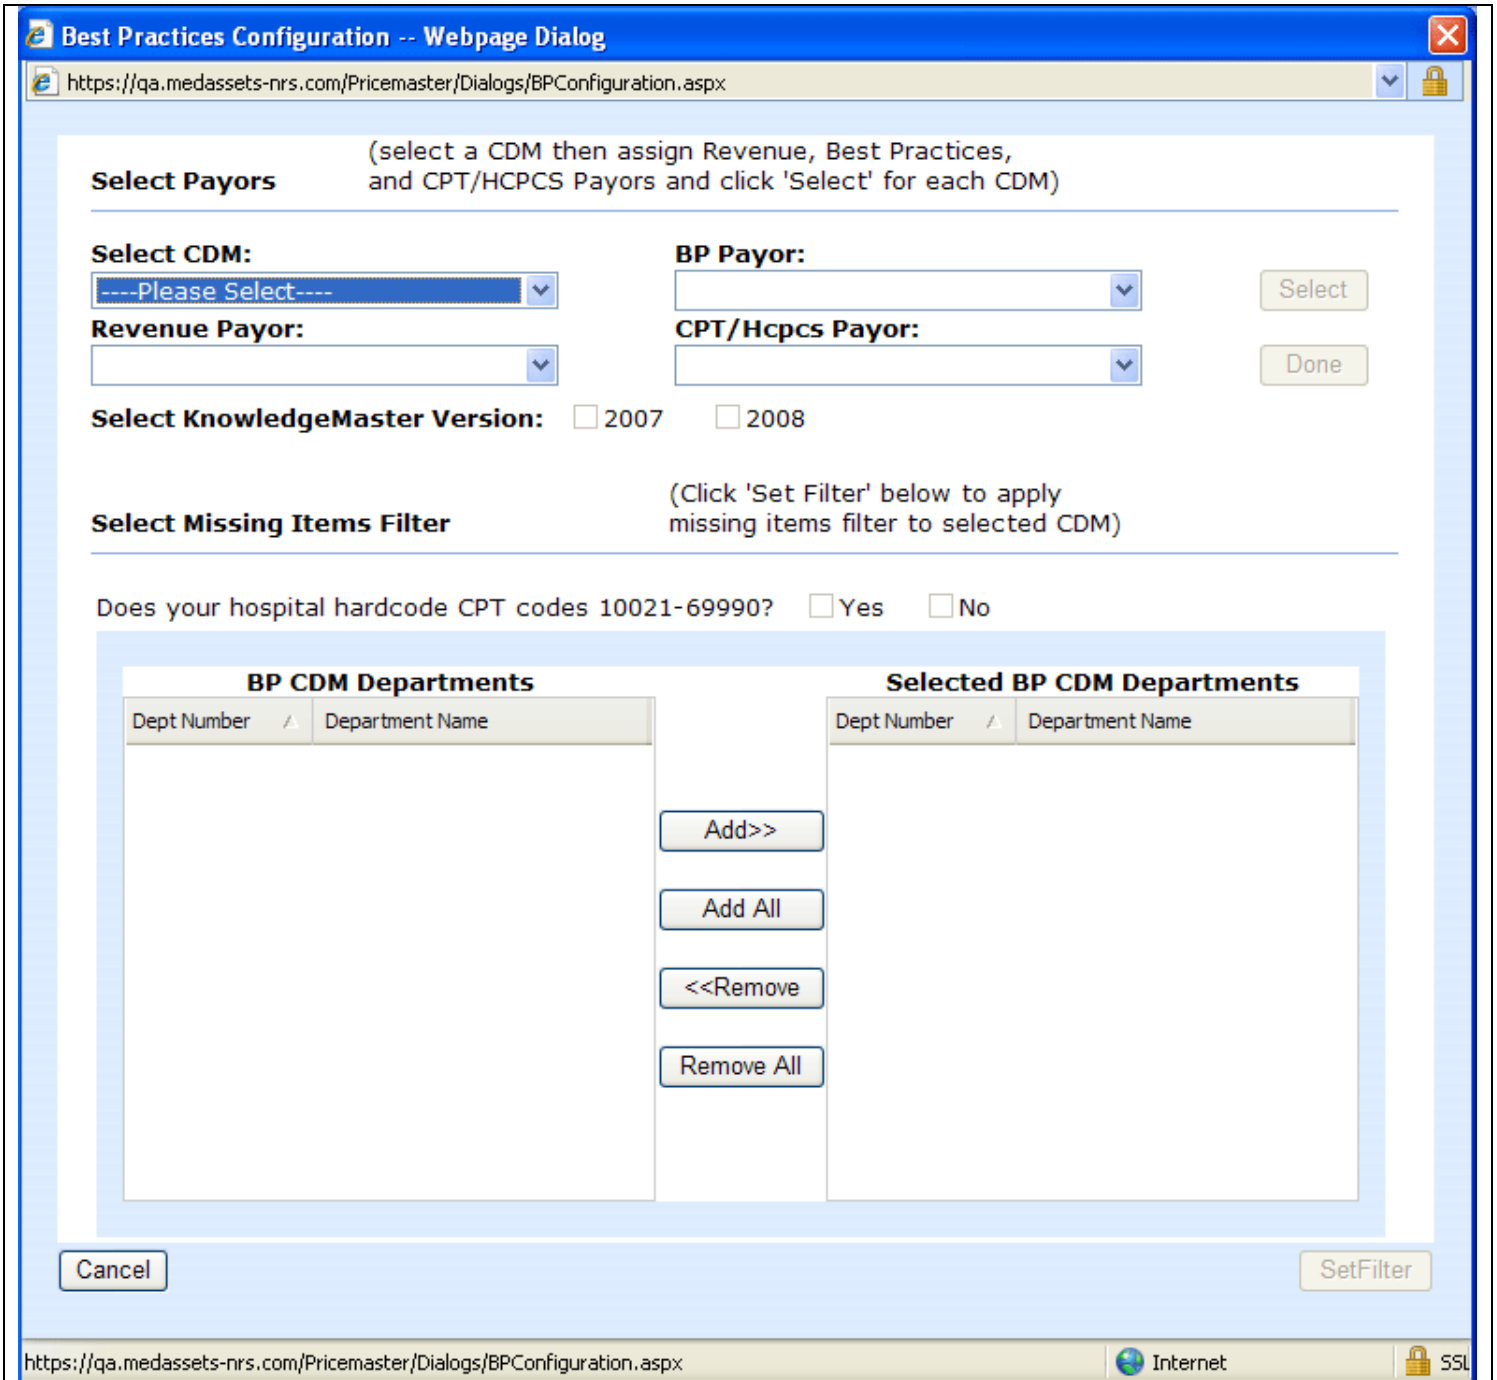 Best Practices Configuration -- Webpage Dialog
https://qa.medassets-nrs.com/Pricemaster/Dialogs/BPConfiguration.aspx
(select a CDM then assign Revenue, Best Practices,
Select Payors and CPT/HCPCS Payors and click 'Select' for each CDM)
Select CDM: BP Payor:
----Please Select---- Select
Revenue Payor: CPT/Hcpcs Payor:
Done
Select KnowledgeMaster Version: 2007 2008
(Click 'Set Filter' below to apply
Select Missing Items Filter missing items filter to selected CDM)
Does your hospital hardcode CPT codes 10021-69990? Yes No
BP CDM Departments Selected BP CDM Departments
Dept Number Department Name Dept Number Department Name
Add>>
Add All
<<Remove
Remove All
Cancel SetFilter
https://qa.medassets-nrs.com/Pricemaster/Dialogs/BPConfiguration.aspx Internet SSL